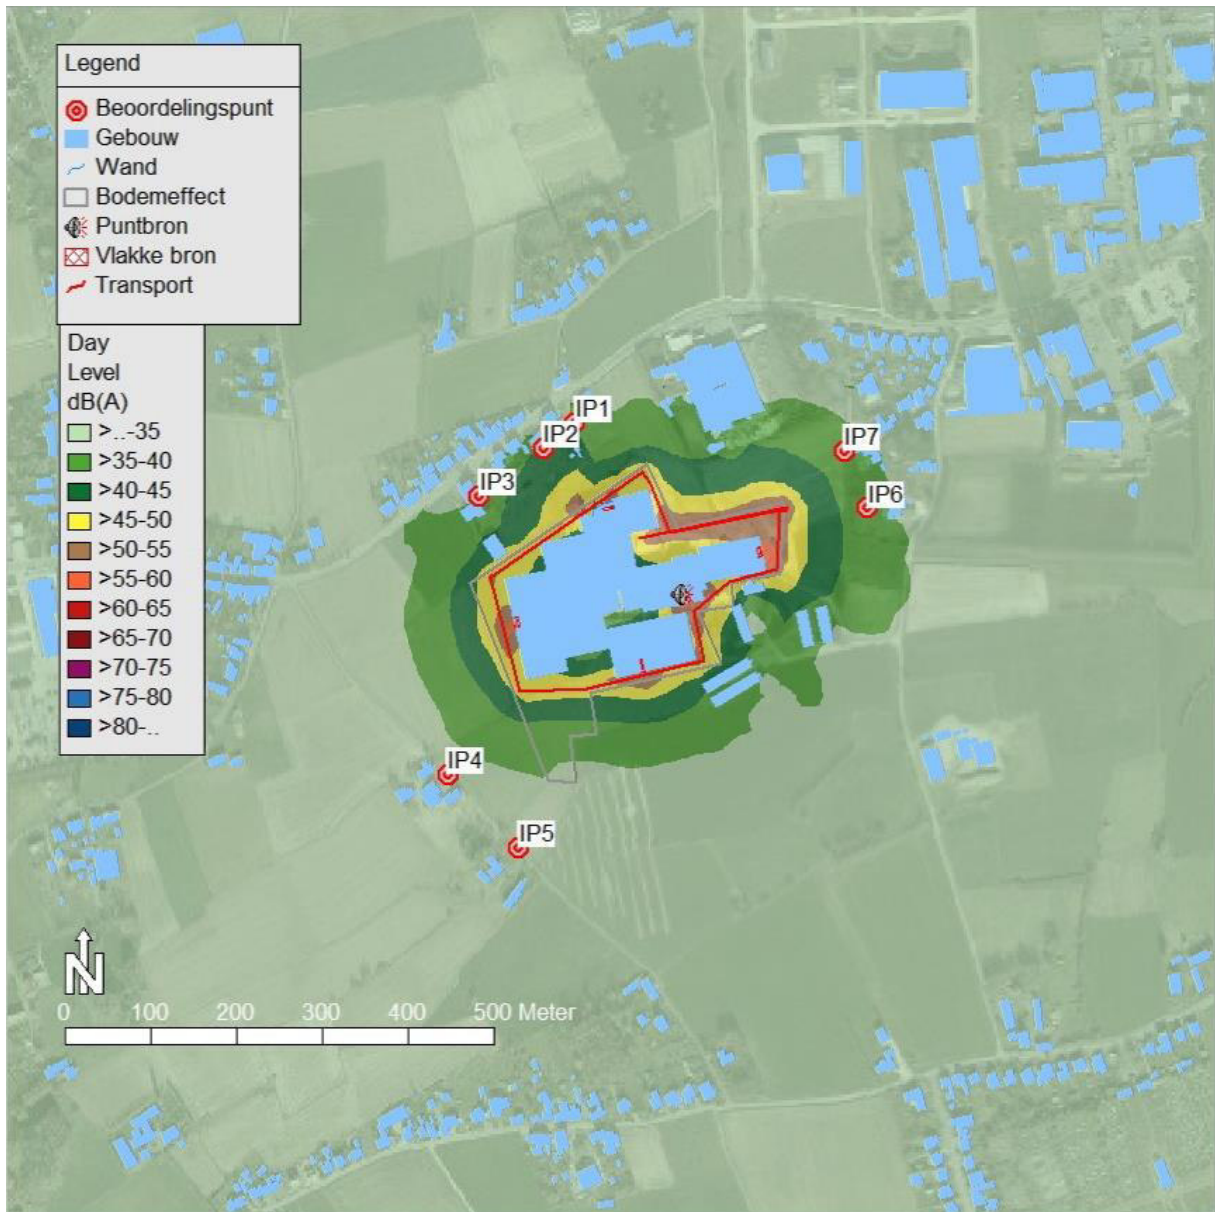 Legend
Beoordelingspunt
Gebouw
Wand
Bodemeffect
Puntbron
Vlakke bron
Transport
Day
Level
dB(A)
>..-35
>35-40
>40-45
>45-50
>50-55
>55-60
>60-65
>65-70
>70-75
>75-80
>80-..
IP1
IP2
IP7
IP3
IP6
IP4
IP5
N
0 100 200 300 400 500 Meter